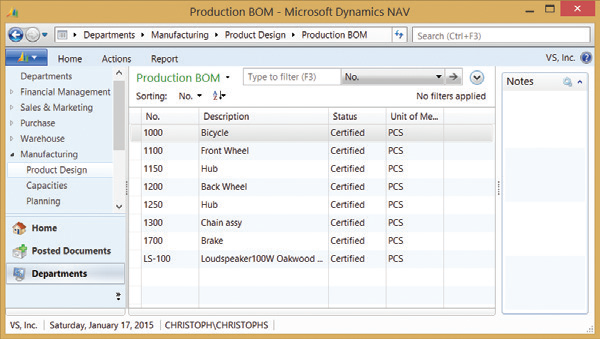 Production BOM - Microsoft Dynamics NAV
Departments Manufacturing Product Design Production BOM
Search (Ctrl+F3)
Home Actions Report VS, Inc.
Departments
Financial Management
Sales & Marketing
Purchase
Warehouse
Manufacturing
Product Design
Capacities
Planning
Home
Posted Documents
Departments
Production BOM Type to filter (F3) No.
Sorting: No. No filters applied
No. Description Status Unit of Me...
1000 Bicycle Certified PCS
1100 Front Wheel Certified PCS
1150 Hub Certified PCS
1200 Back Wheel Certified PCS
1250 Hub Certified PCS
1300 Chain assy Certified PCS
1700 Brake Certified PCS
LS-100 Loudspeaker100W Oakwood ... Certified PCS
Notes
VS, Inc. Saturday, January 17, 2015 CHRISTOPH\CHRISTOPHS